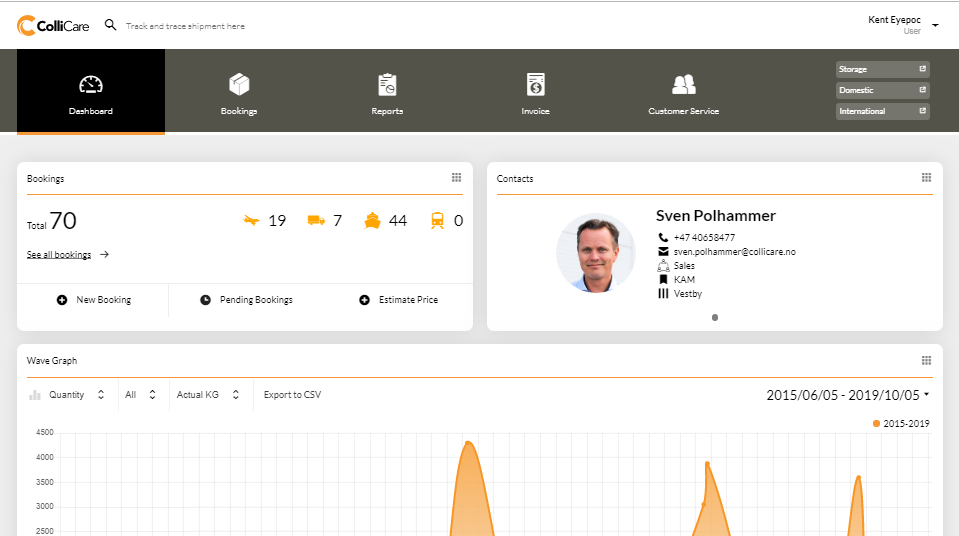 ColliCare
Track and trace shipment here
Kent Eyepoc
User
Dashboard
Bookings
Reports
Invoice
Customer Service
Storage
Domestic
International
Bookings
Total 70
19
7
44
0
See all bookings
New Booking
Pending Bookings
Estimate Price
Contacts
Sven Polhammer
+47 40658477
sven.polhammer@collicare.no
Sales
KAM
Vestby
Wave Graph
Quantity
All
Actual KG
Export to CSV
2015/06/05 - 2019/10/05
2015-2019
4500
4000
3500
3000
2500